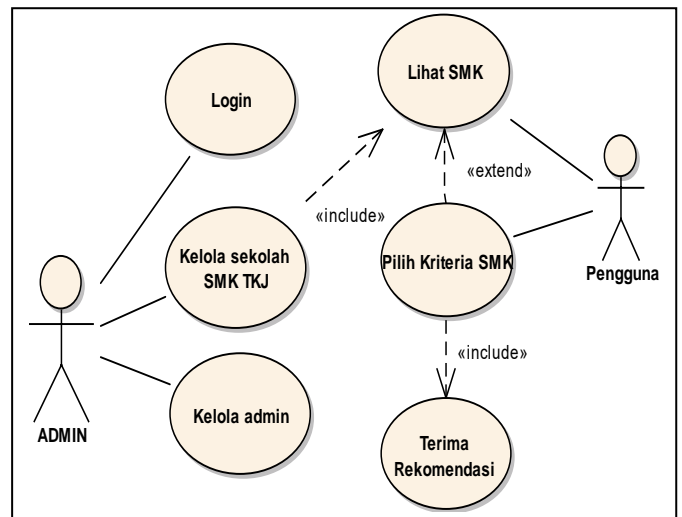 Login
Lihat SMK
«extend»
«include»
Kelola sekolah
SMK TKJ
Pilih Kriteria SMK
Pengguna
«include»
ADMIN
Kelola admin
Terima
Rekomendasi